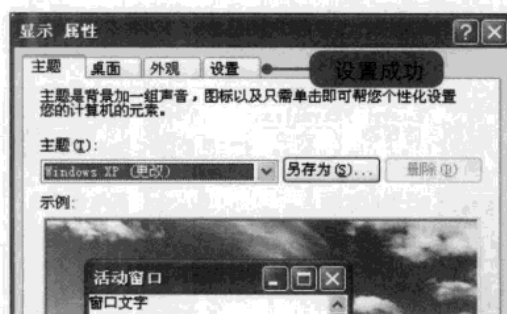 显示 属性
主题 桌面 外观 设置 设置成功
主题是背景加一组声音，图标以及只需单击即可帮您个性化设置
您的计算机的元素。
主题(T):
Windows XP (更改) 另存为(S)... 删除(D)
示例:
活动窗口
窗口文字